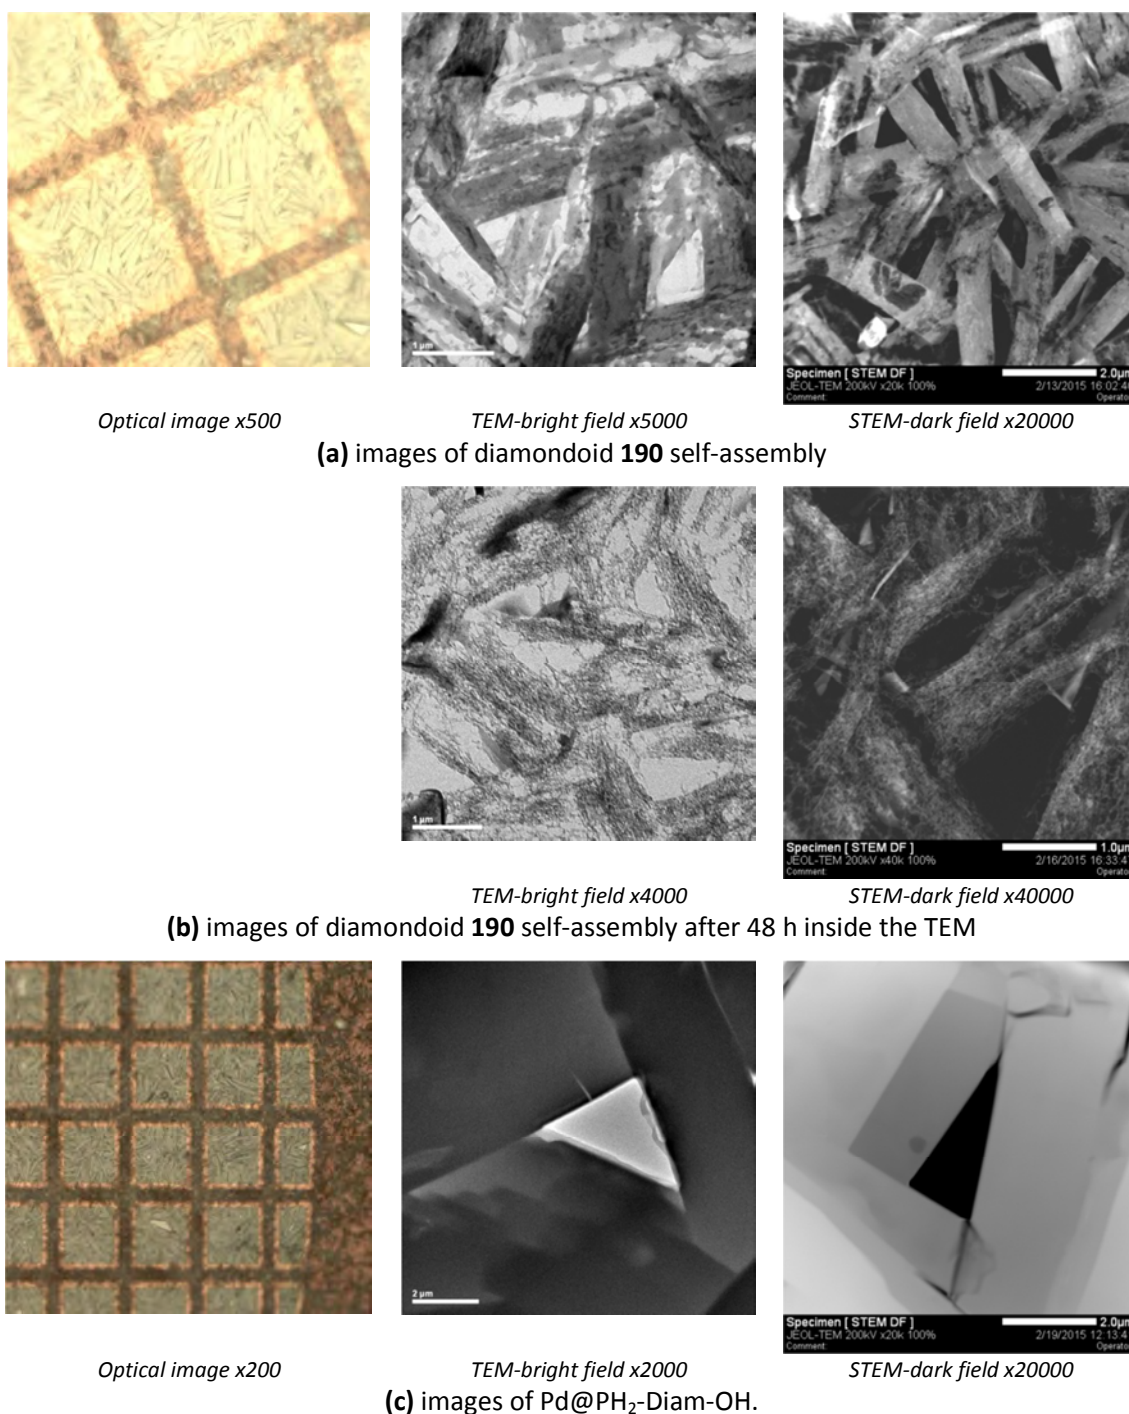 1 µm
Specimen [ STEM DF ] 2.0µm
JEOL-TEM 200kV x20k 100% 2/13/2015 16:02:40
Comment: Operato
Optical image x500 TEM-bright field x5000 STEM-dark field x20000
(a) images of diamondoid 190 self-assembly
1 µm
Specimen [ STEM DF ] 1.0µm
JEOL-TEM 200kV x40k 100% 2/16/2015 16:33:47
Comment: Operato
TEM-bright field x4000 STEM-dark field x40000
(b) images of diamondoid 190 self-assembly after 48 h inside the TEM
2 µm
Specimen [ STEM DF ] 2.0µm
JEOL-TEM 200kV x20k 100% 2/19/2015 12:13:4
Comment: Operato
Optical image x200 TEM-bright field x2000 STEM-dark field x20000
(c) images of Pd@PH₂-Diam-OH.